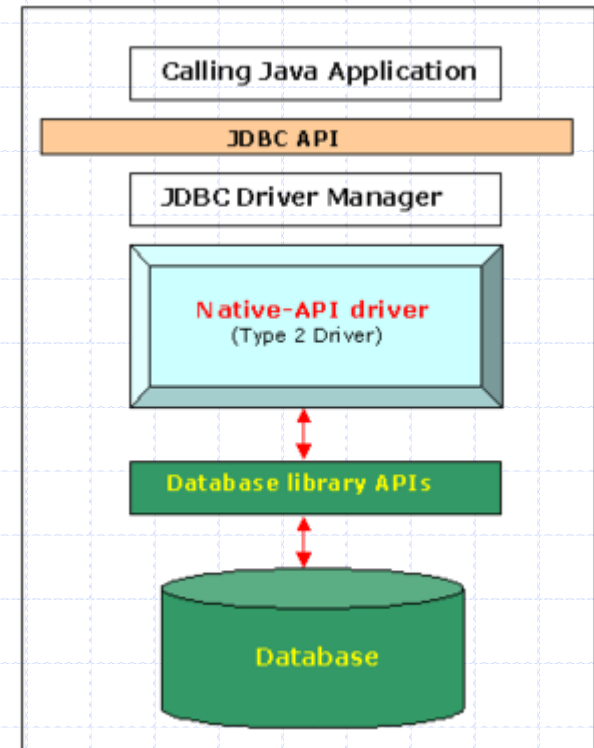 Calling Java Application
JDBC API
JDBC Driver Manager
Native-API driver
(Type 2 Driver)
Database library APIs
Database